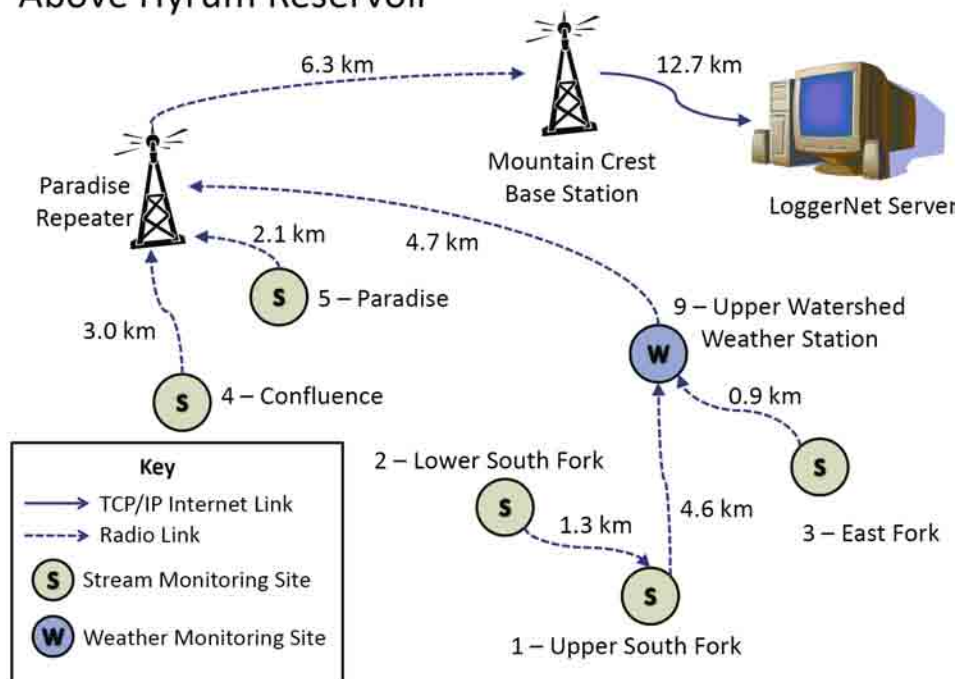 Above Hyrum Reservoir
6.3 km
12.7 km
Paradise
Repeater
Mountain Crest
Base Station
LoggerNet Server
2.1 km
4.7 km
S
5 – Paradise
3.0 km
9 – Upper Watershed
Weather Station
W
S
4 – Confluence
0.9 km
Key
TCP/IP Internet Link
Radio Link
S
Stream Monitoring Site
W
Weather Monitoring Site
2 – Lower South Fork
S
1.3 km
4.6 km
S
3 – East Fork
S
1 – Upper South Fork